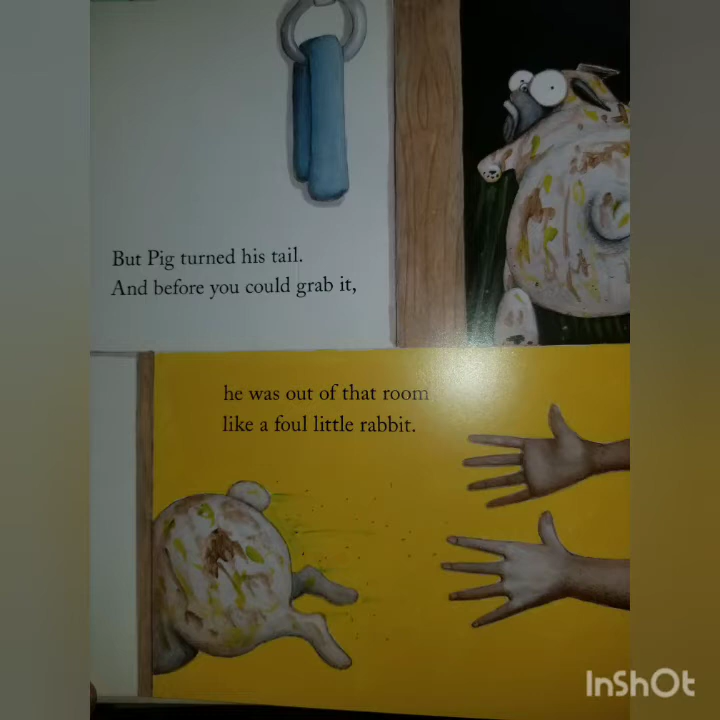 But Pig turned his tail.
And before you could grab it,
he was out of that room
like a foul little rabbit.
InShOt